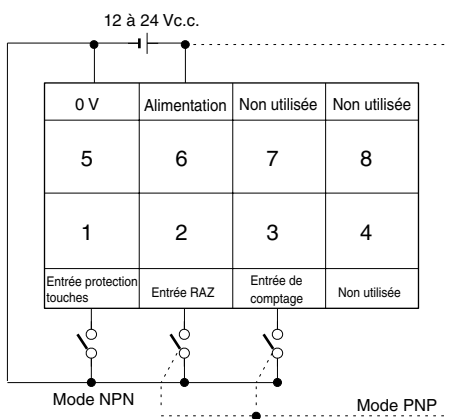 12 à 24 Vc.c.
0 V Alimentation Non utilisée Non utilisée
5 6 7 8
1 2 3 4
Entrée protection touches Entrée RAZ Entrée de comptage Non utilisée
Mode NPN
Mode PNP